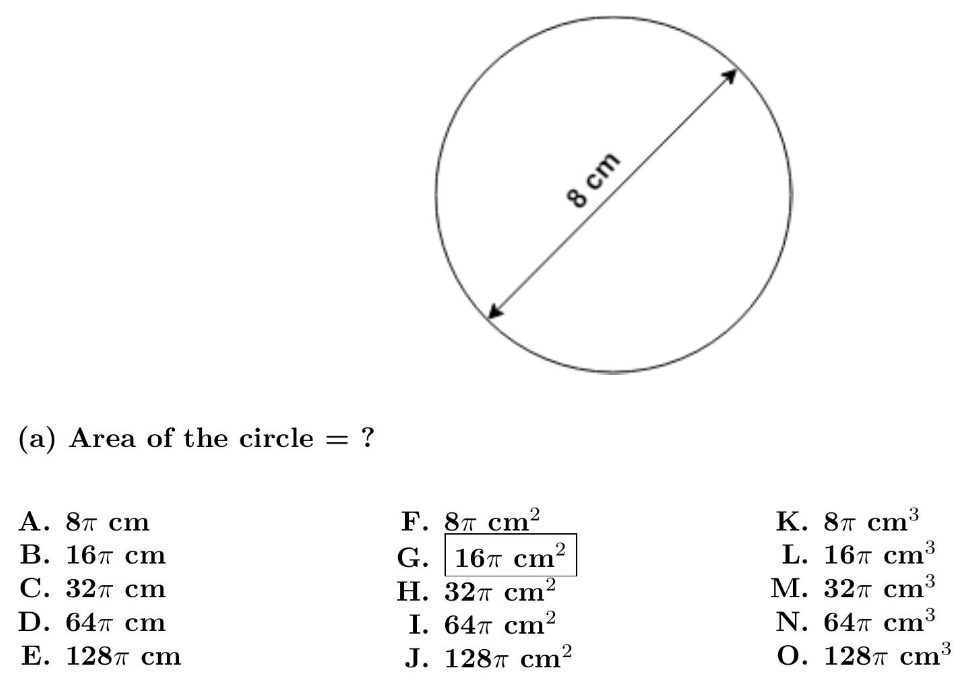 8 cm
(a) Area of the circle = ?
A. 8π cm
B. 16π cm
C. 32π cm
D. 64π cm
E. 128π cm
F. 8π cm²
G. 16π cm²
H. 32π cm²
I. 64π cm²
J. 128π cm²
K. 8π cm³
L. 16π cm³
M. 32π cm³
N. 64π cm³
O. 128π cm³